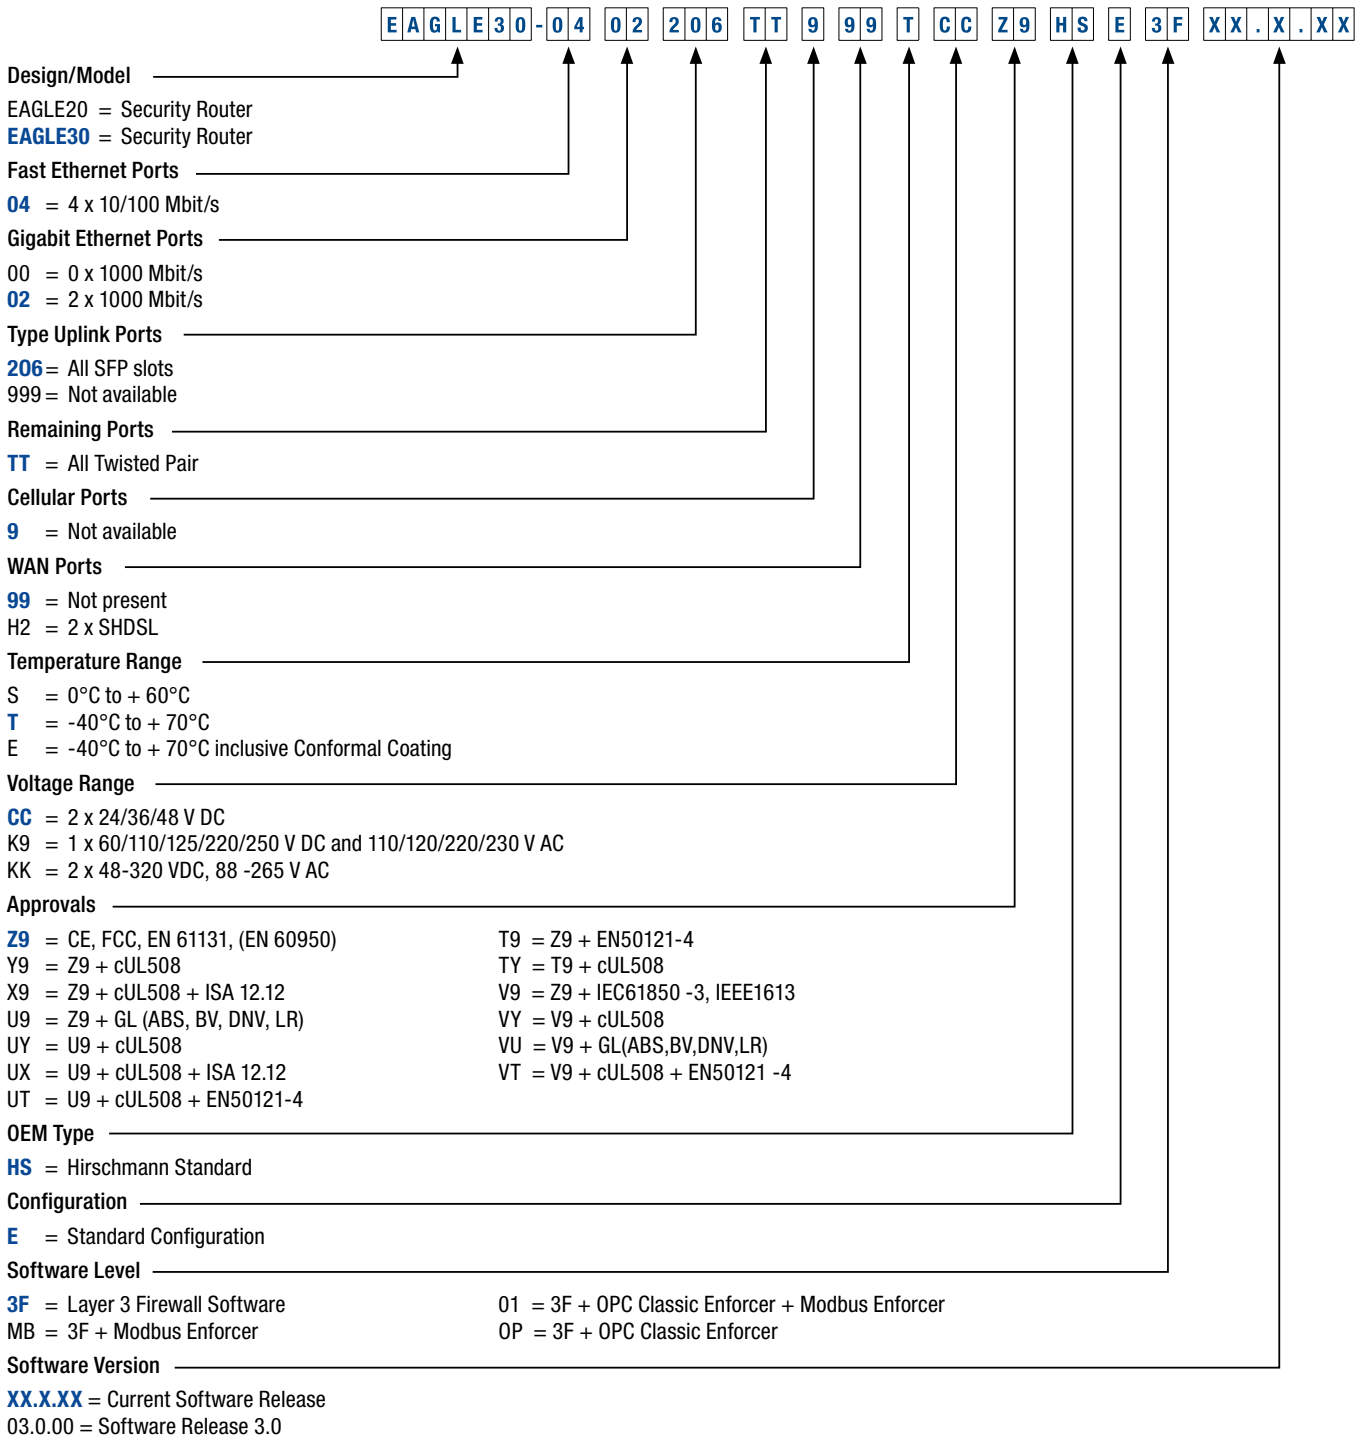 EAGLE30-04 02 206 TT 9 99 T CC Z9 HS E 3F XX.X.XX
Design/Model
EAGLE20 = Security Router
EAGLE30 = Security Router
Fast Ethernet Ports
04 = 4 x 10/100 Mbit/s
Gigabit Ethernet Ports
00 = 0 x 1000 Mbit/s
02 = 2 x 1000 Mbit/s
Type Uplink Ports
2O6 = All SFP slots
999 = Not available
Remaining Ports
TT = All Twisted Pair
Cellular Ports
9 = Not available
WAN Ports
99 = Not present
H2 = 2 x SHDSL
Temperature Range
S = 0°C to + 60°C
T = -40°C to + 70°C
E = -40°C to + 70°C inclusive Conformal Coating
Voltage Range
CC = 2 x 24/36/48 V DC
K9 = 1 x 60/110/125/220/250 V DC and 110/120/220/230 V AC
KK = 2 x 48-320 VDC, 88 -265 V AC
Approvals
Z9 = CE, FCC, EN 61131, (EN 60950)
Y9 = Z9 + cUL508
X9 = Z9 + cUL508 + ISA 12.12
U9 = Z9 + GL (ABS, BV, DNV, LR)
UY = U9 + cUL508
UX = U9 + cUL508 + ISA 12.12
UT = U9 + cUL508 + EN50121-4
T9 = Z9 + EN50121-4
TY = T9 + cUL508
V9 = Z9 + IEC61850 -3, IEEE1613
VY = V9 + cUL508
VU = V9 + GL(ABS,BV,DNV,LR)
VT = V9 + cUL508 + EN50121 -4
OEM Type
HS = Hirschmann Standard
Configuration
E = Standard Configuration
Software Level
3F = Layer 3 Firewall Software
MB = 3F + Modbus Enforcer
01 = 3F + OPC Classic Enforcer + Modbus Enforcer
OP = 3F + OPC Classic Enforcer
Software Version
XX.X.XX = Current Software Release
03.0.00 = Software Release 3.0